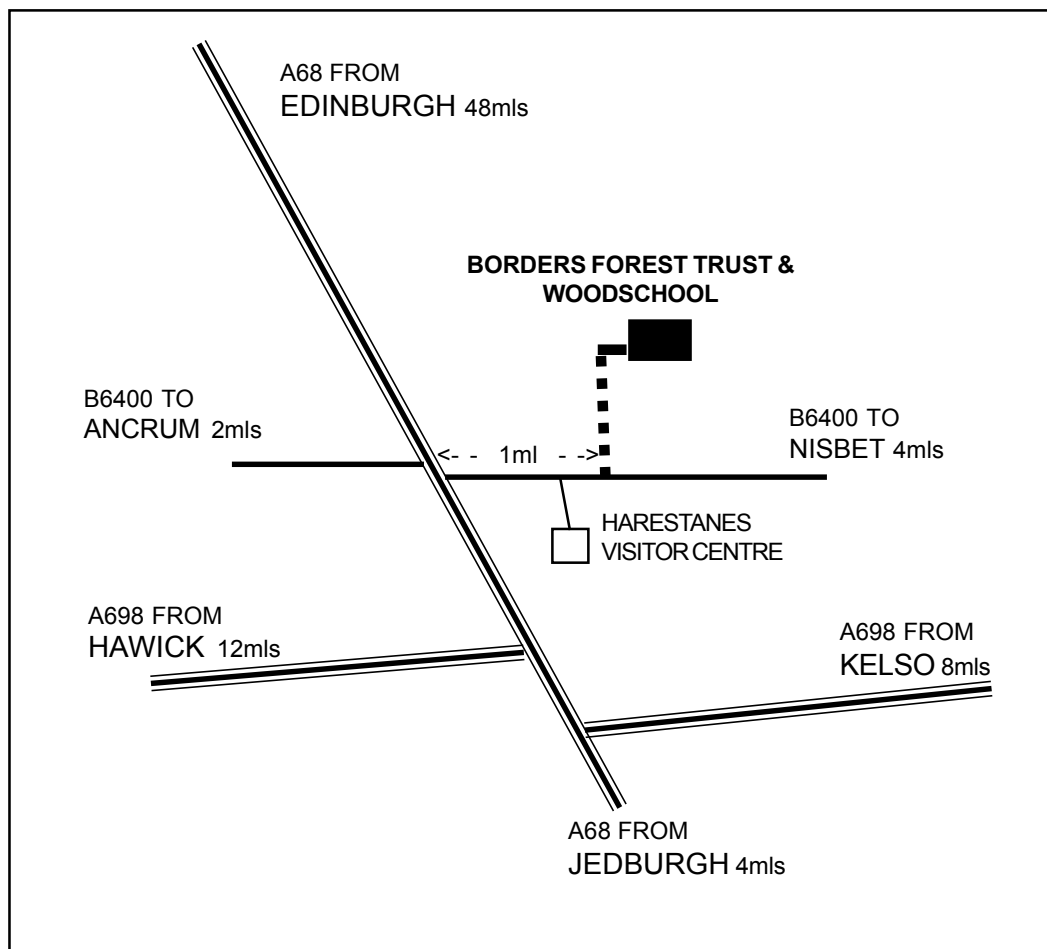 A68 FROM
EDINBURGH 48mls
BORDERS FOREST TRUST &
WOODSCHOOL
B6400 TO
ANCRUM 2mls
<- - 1ml - ->
B6400 TO
NISBET 4mls
HARESTANES
VISITOR CENTRE
A698 FROM
HAWICK 12mls
A698 FROM
KELSO 8mls
A68 FROM
JEDBURGH 4mls